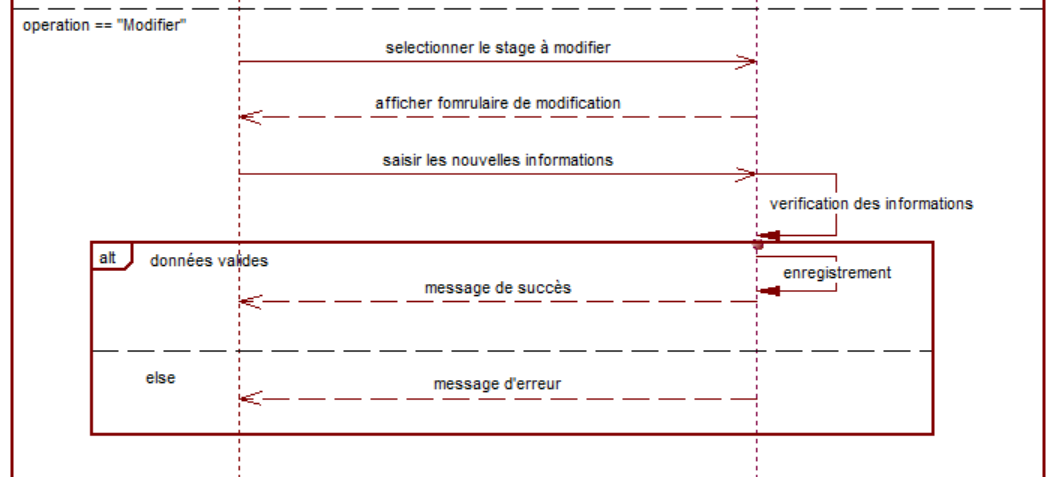 operation == "Modifier"
selectionner le stage à modifier
afficher fomrulaire de modification
saisir les nouvelles informations
verification des informations
alt
données valides
enregistrement
message de succès
else
message d'erreur